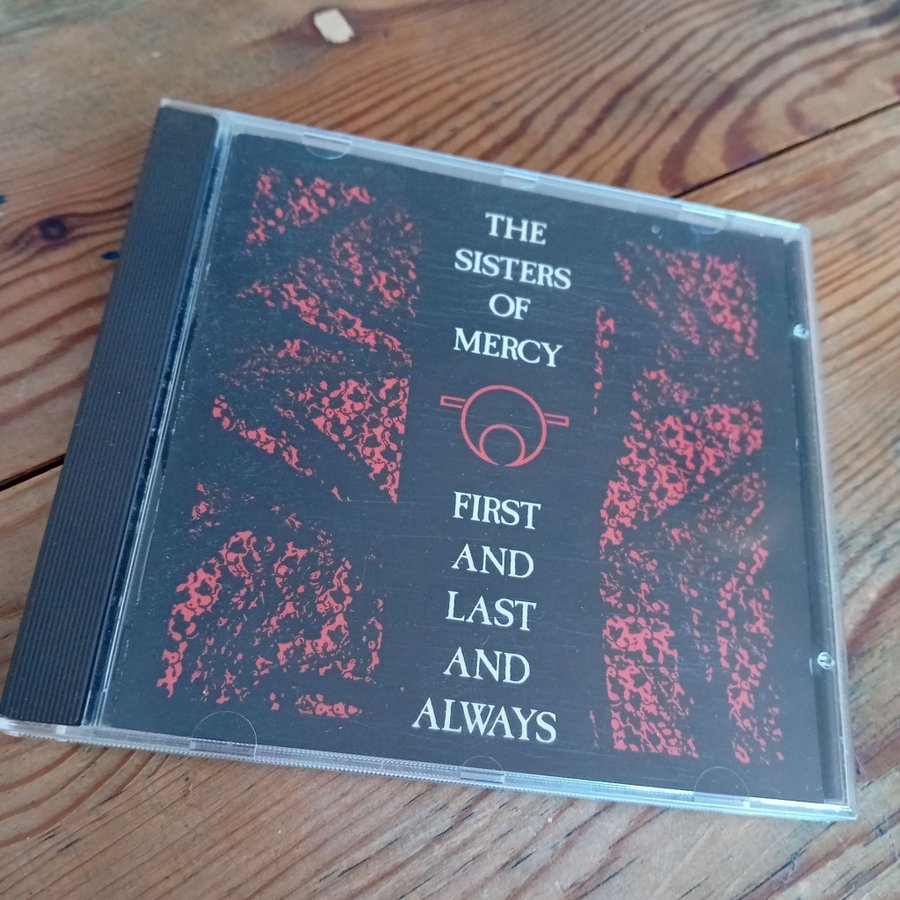 THE
SISTERS
OF
MERCY
FIRST
AND
LAST
AND
ALWAYS